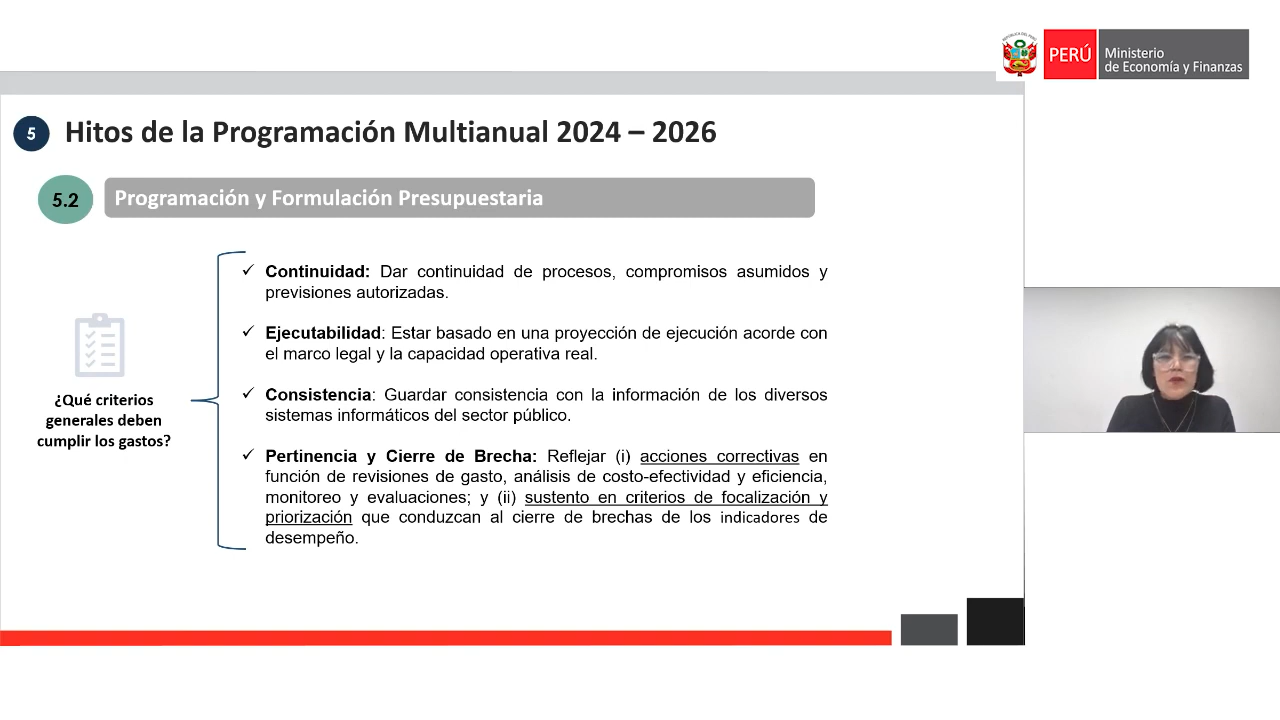 PERÚ
Ministerio
de Economía y Finanzas
5
Hitos de la Programación Multianual 2024 – 2026
5.2
Programación y Formulación Presupuestaria
¿Qué criterios
generales deben
cumplir los gastos?
✓ Continuidad: Dar continuidad de procesos, compromisos asumidos y
previsiones autorizadas.
✓ Ejecutabilidad: Estar basado en una proyección de ejecución acorde con
el marco legal y la capacidad operativa real.
✓ Consistencia: Guardar consistencia con la información de los diversos
sistemas informáticos del sector público.
✓ Pertinencia y Cierre de Brecha: Reflejar (i) acciones correctivas en
función de revisiones de gasto, análisis de costo-efectividad y eficiencia,
monitoreo y evaluaciones; y (ii) sustento en criterios de focalización y
priorización que conduzcan al cierre de brechas de los indicadores de
desempeño.